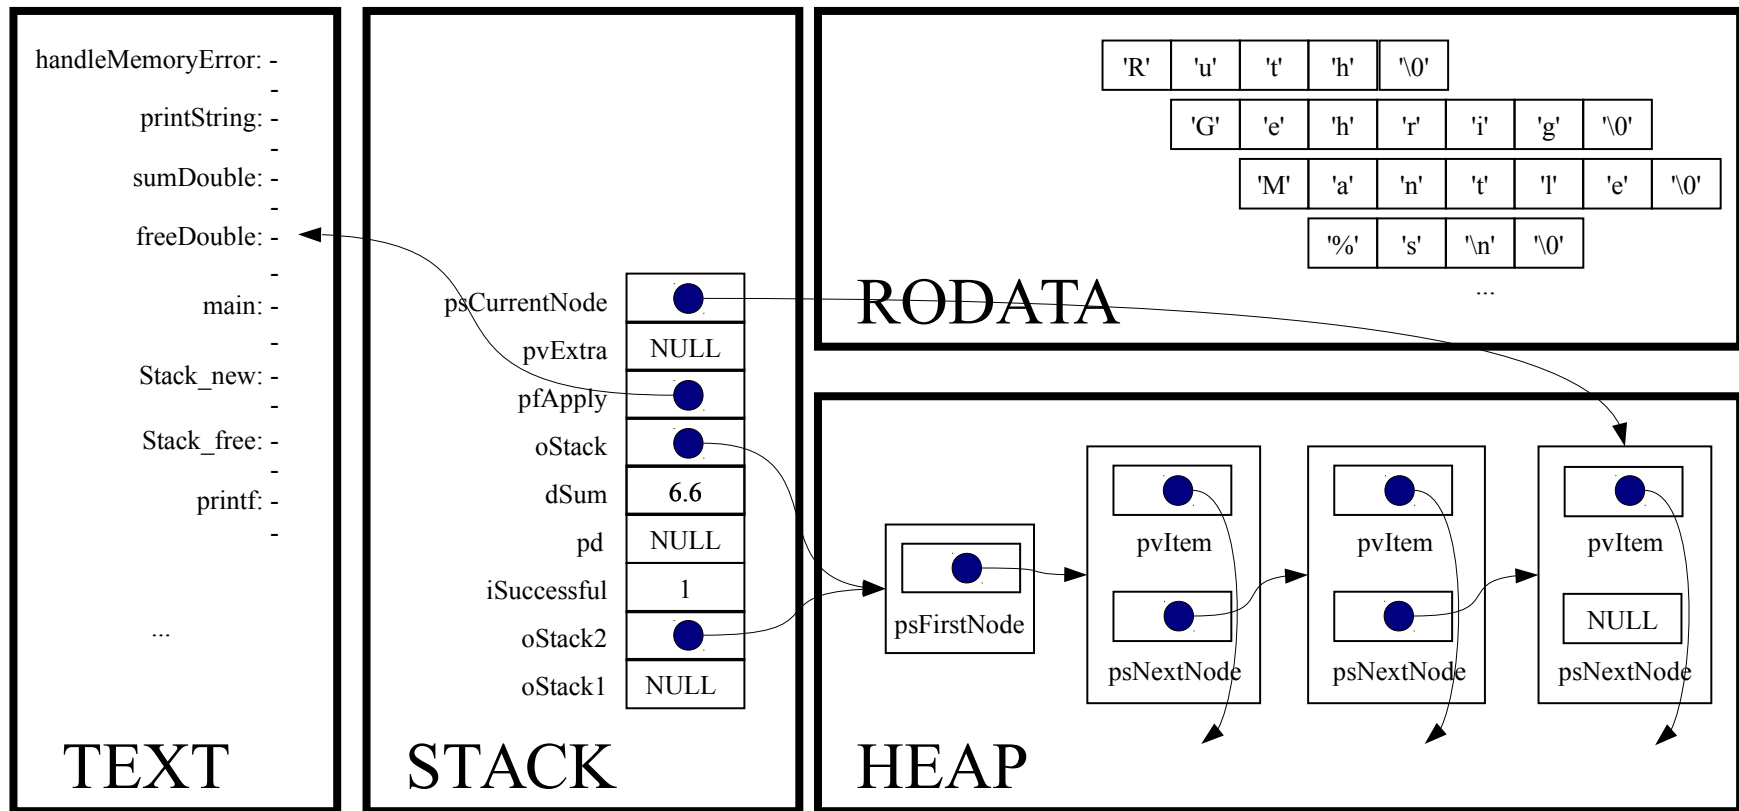 handleMemoryError: -
-
printString: -
-
sumDouble: -
-
freeDouble: -
-
main: -
-
Stack_new: -
-
Stack_free: -
-
printf: -
-
...
TEXT
psCurrentNode
pvExtra NULL
pfApply
oStack
dSum 6.6
pd NULL
iSuccessful 1
oStack2
oStack1 NULL
STACK
'R' 'u' 't' 'h' '\0'
'G' 'e' 'h' 'r' 'i' 'g' '\0'
'M' 'a' 'n' 't' 'l' 'e' '\0'
'%' 's' '\n' '\0'
...
RODATA
psFirstNode
pvItem pvItem pvItem
NULL
psNextNode psNextNode psNextNode
HEAP